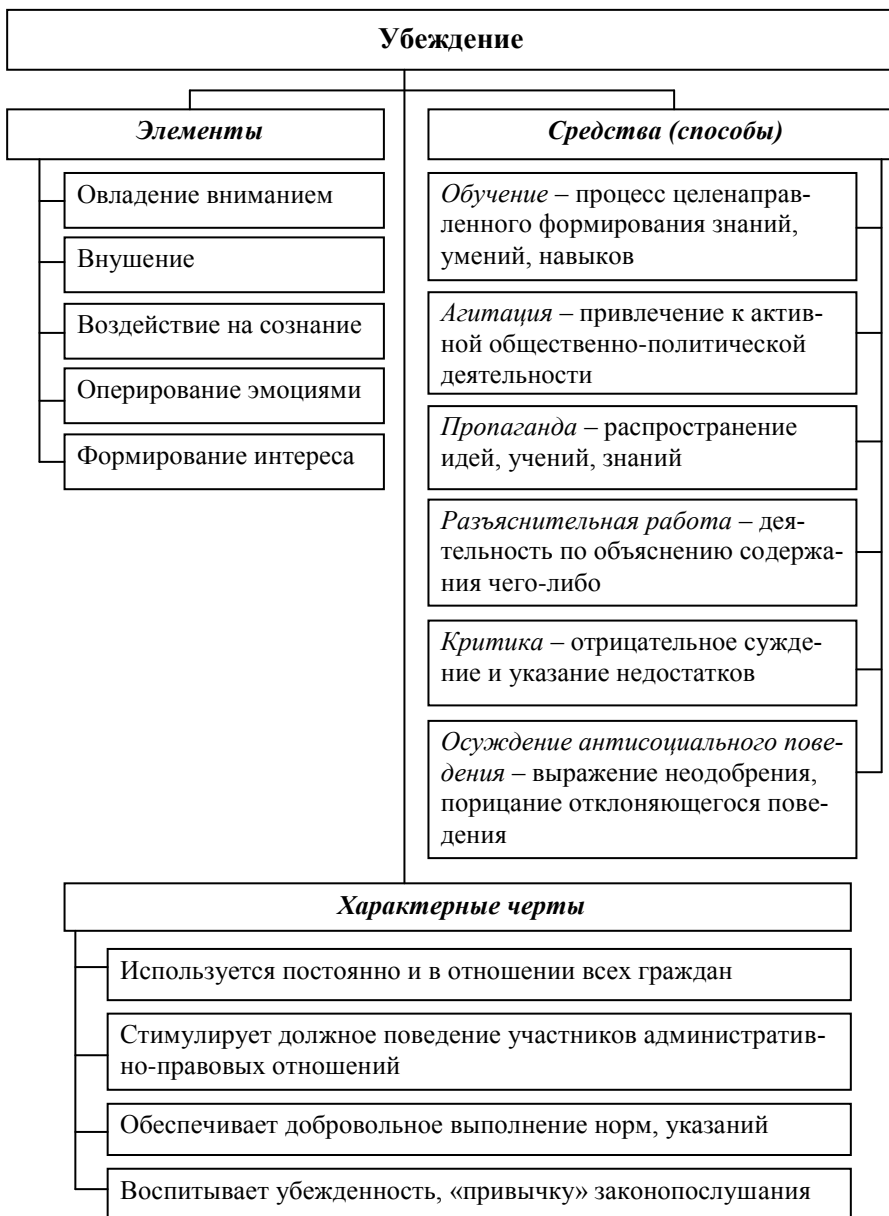 Убеждение
Элементы
Овладение вниманием
Внушение
Воздействие на сознание
Оперирование эмоциями
Формирование интереса
Средства (способы)
Обучение – процесс целенаправ-
ленного формирования знаний,
умений, навыков
Агитация – привлечение к актив-
ной общественно-политической
деятельности
Пропаганда – распространение
идей, учений, знаний
Разъяснительная работа – дея-
тельность по объяснению содержа-
ния чего-либо
Критика – отрицательное сужде-
ние и указание недостатков
Осуждение антисоциального пове-
дения – выражение неодобрения,
порицание отклоняющегося пове-
дения
Характерные черты
Используется постоянно и в отношении всех граждан
Стимулирует должное поведение участников административ-
но-правовых отношений
Обеспечивает добровольное выполнение норм, указаний
Воспитывает убежденность, «привычку» законопослушания